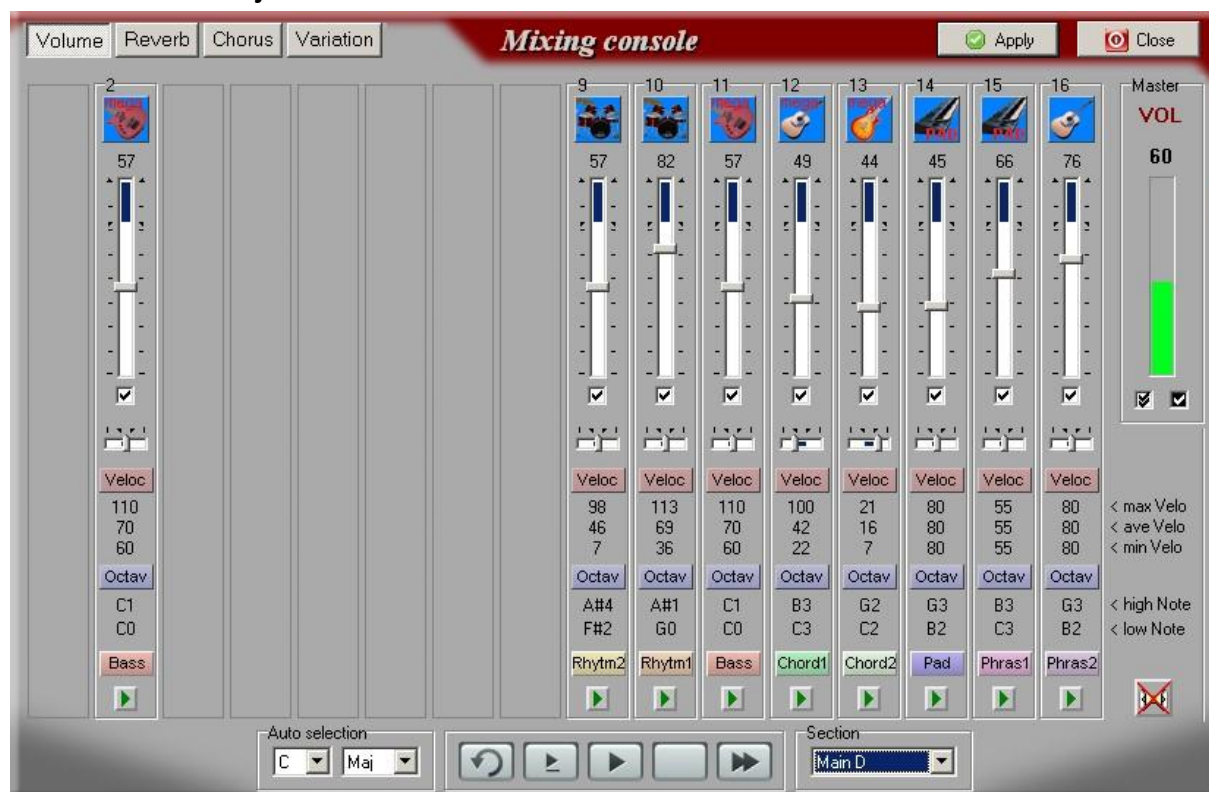 Volume Reverb Chorus Variation Mixing console Apply Close
2 9 10 11 12 13 14 15 16 Master
mega mega mega mega PAD PAD VOL
57 57 82 57 49 44 45 66 76 60
Veloc Veloc Veloc Veloc Veloc Veloc Veloc Veloc Veloc
110 98 113 110 100 21 80 55 80 < max Velo
70 46 69 70 42 16 80 55 80 < ave Velo
60 7 36 60 22 7 80 55 80 < min Velo
Octav Octav Octav Octav Octav Octav Octav Octav Octav
C1 A#4 A#1 C1 B3 G2 G3 B3 G3 < high Note
C0 F#2 G0 C0 C3 C2 B2 C3 B2 < low Note
Bass Rhytm2 Rhytm1 Bass Chord1 Chord2 Pad Phras1 Phras2
Auto selection Section
C Maj Main D